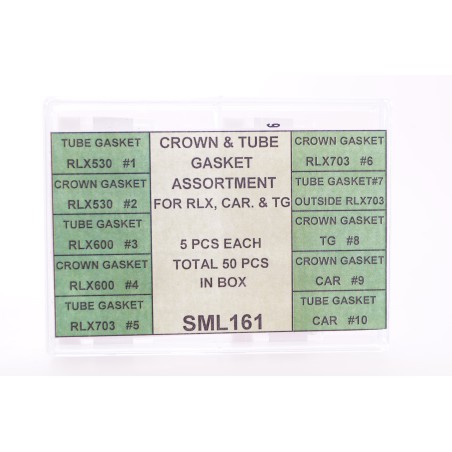 TUBE GASKET
RLX530 #1
CROWN GASKET
RLX530 #2
TUBE GASKET
RLX600 #3
CROWN GASKET
RLX600 #4
TUBE GASKET
RLX703 #5
CROWN & TUBE
GASKET
ASSORTMENT
FOR RLX, CAR. & TG
5 PCS EACH
TOTAL 50 PCS
IN BOX
SML161
CROWN GASKET
RLX703 #6
TUBE GASKET#7
OUTSIDE RLX703
CROWN GASKET
TG #8
CROWN GASKET
CAR #9
TUBE GASKET
CAR #10